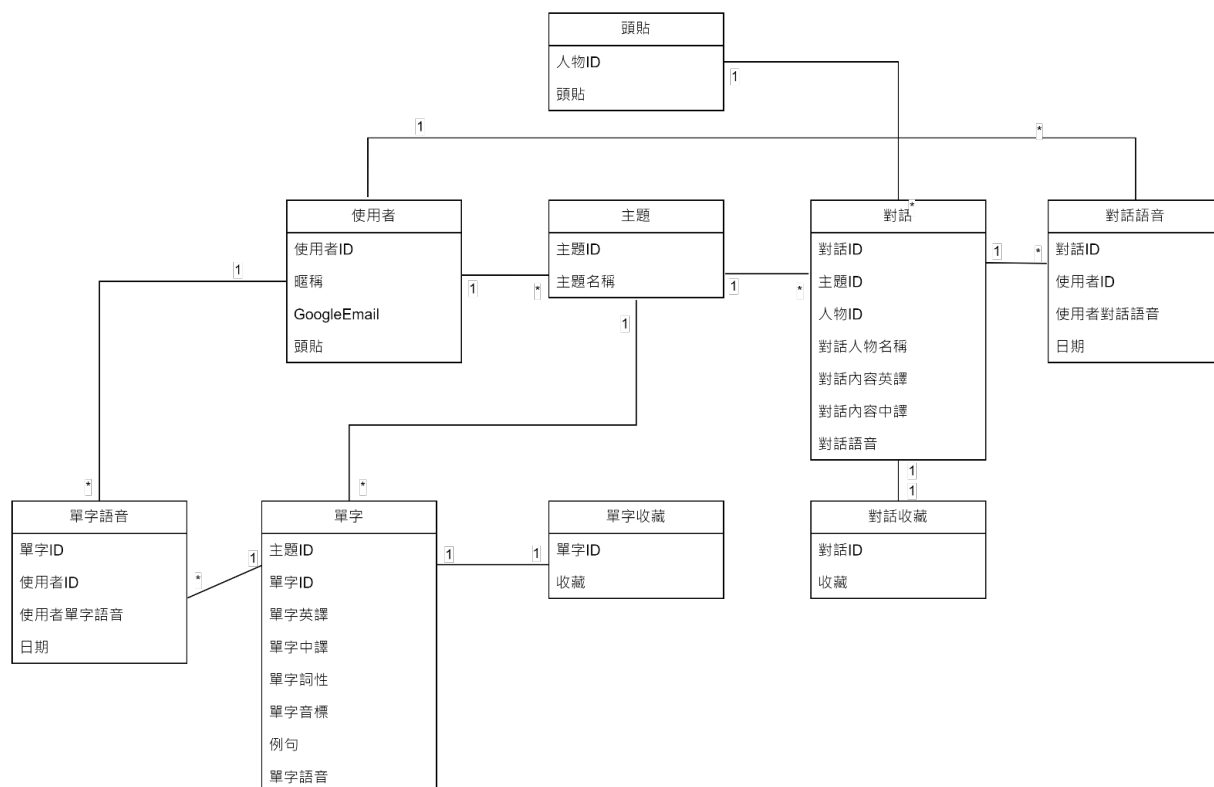 頭貼
人物ID
頭貼
1
1
*
使用者
使用者ID
暱稱
GoogleEmail
頭貼
主題
主題ID
主題名稱
*
對話
對話ID
主題ID
人物ID
對話人物名稱
對話內容英譯
對話內容中譯
對話語音
對話語音
對話ID
使用者ID
使用者對話語音
日期
1
1
*
1
*
1
*
1
*
*
1
1
單字語音
單字ID
使用者ID
使用者單字語音
日期
*
1
單字
主題ID
單字ID
單字英譯
單字中譯
單字詞性
單字音標
例句
單字語音
1
1
單字收藏
單字ID
收藏
對話收藏
對話ID
收藏